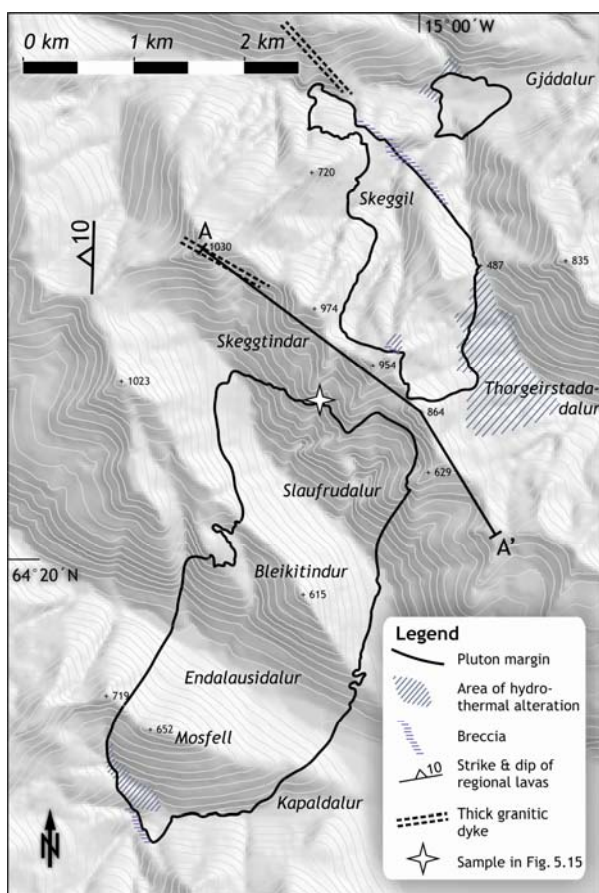 0 km 1 km 2 km
15°00´W
Gjádalur
720
Skeggil
10
A
1030
487
835
974
Skeggtindar
954
1023
Thorgeirstada-
dalur
864
629
Slaufrudalur
A’
64°20´N
Bleikitindur
615
Endalausidalur
719
652
Mosfell
Kapaldalur
N
Legend
Pluton margin
Area of hydro-
thermal alteration
Breccia
10
Strike & dip of
regional lavas
Thick granitic
dyke
Sample in Fig. 5.15